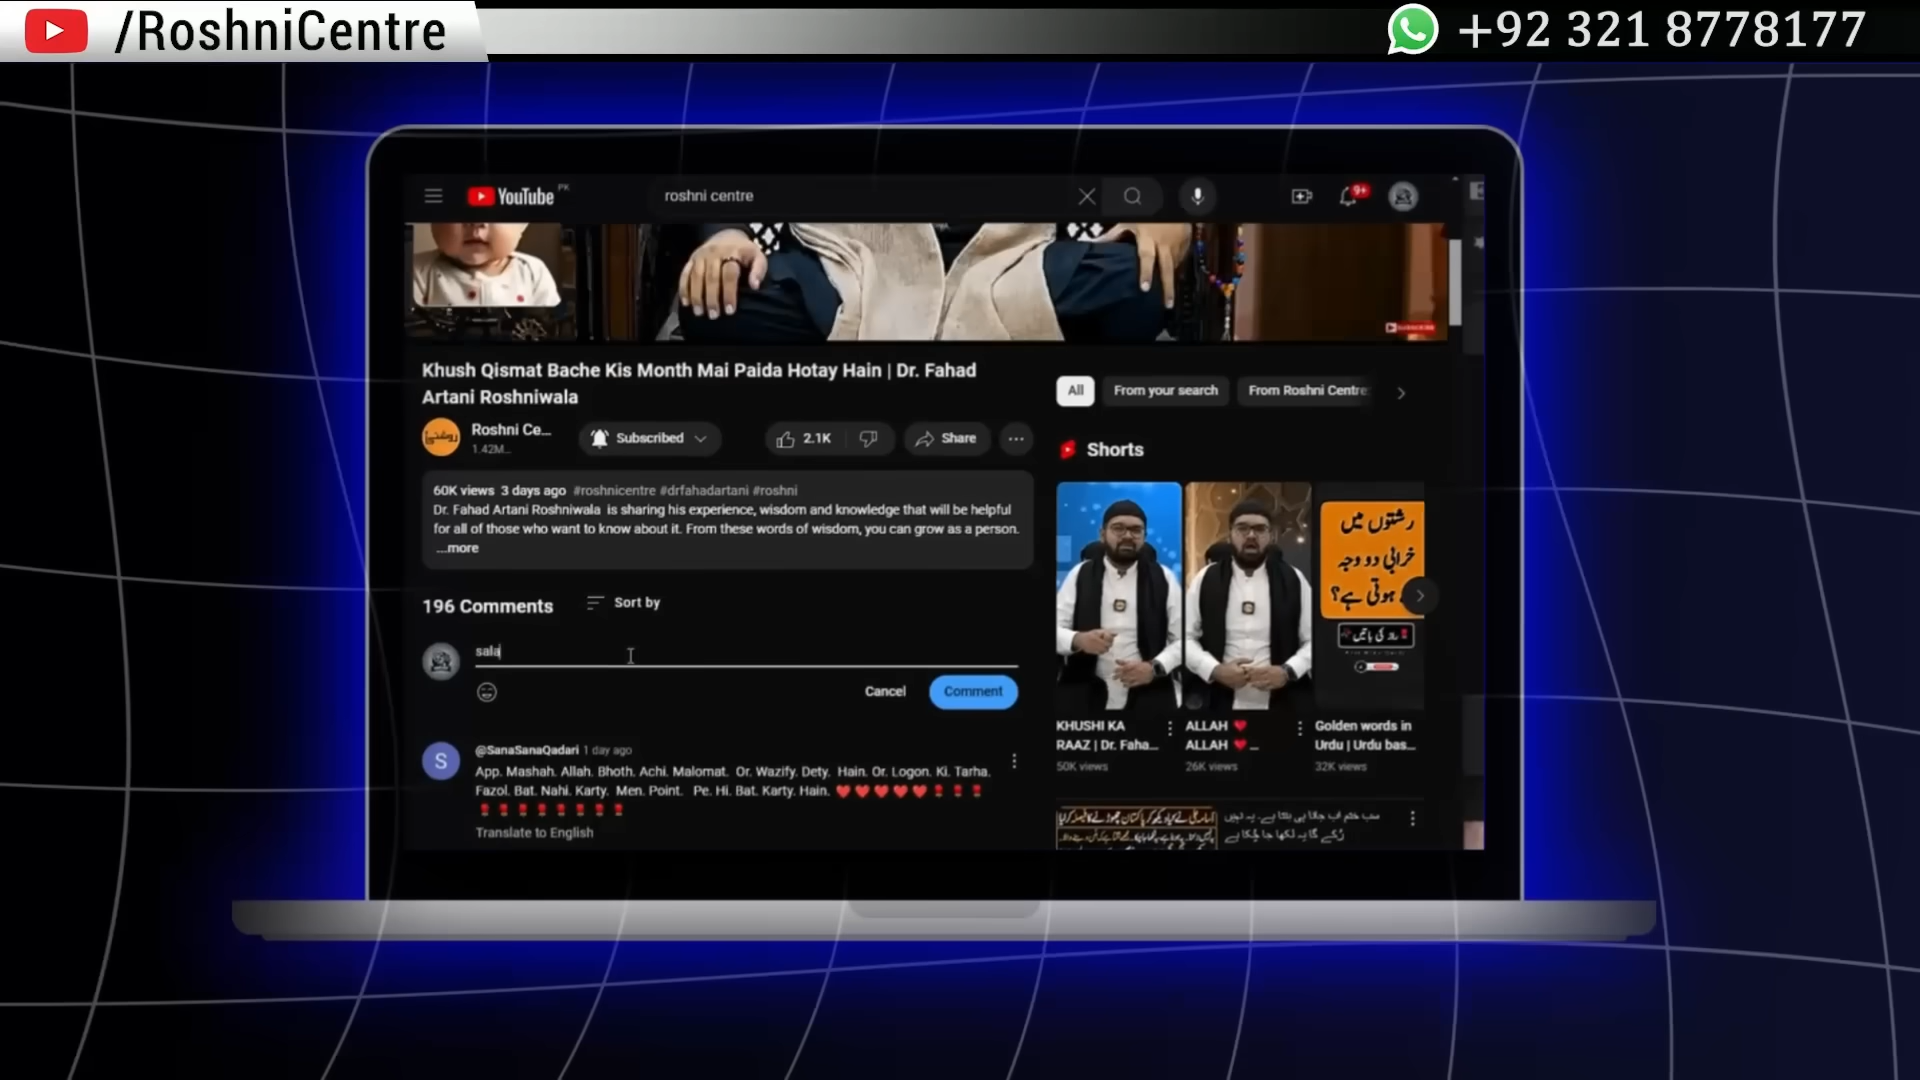 /RoshniCentre
+92 321 8778177
YouTube PK
roshni centre
9+
Khush Qismat Bache Kis Month Mai Paida Hotay Hain | Dr. Fahad
Artani Roshniwala
Roshni Ce...
1.42M...
Subscribed
2.1K
Share
60K views 3 days ago #roshnicentre #drfahadartani #roshni
Dr. Fahad Artani Roshniwala is sharing his experience, wisdom and knowledge that will be helpful
for all of those who want to know about it. From these words of wisdom, you can grow as a person.
...more
196 Comments
Sort by
sala
Cancel
Comment
S
@SanaSanaQadari 1 day ago
App. Mashah. Allah. Bhoth. Achi. Malomat. Or. Wazify. Dety. Hain. Or. Logon. Ki. Tarha.
Fazol. Bat. Nahi. Karty. Men. Point. Pe. Hi. Bat. Karty. Hain. ❤️❤️❤️❤️❤️🌹🌹🌹
🌹🌹🌹🌹🌹🌹🌹🌹
Translate to English
All
From your search
From Roshni Centre
Shorts
رشتوں میں
خرابی دو وجہ
ہوتی ہے؟
راز کی باتیں
KHUSHI KA
RAAZ | Dr. Faha...
50K views
ALLAH ❤️
ALLAH ❤️ ...
26K views
Golden words in
Urdu | Urdu bas...
32K views